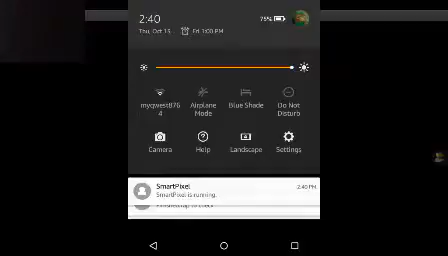 2:40
75%
Thu, Oct 15
Fri 1:00 PM
myqwest876
4
Airplane
Mode
Blue Shade
Do Not
Disturb
Camera
Help
Landscape
Settings
SmartPixel
2:40 PM
SmartPixel is running.